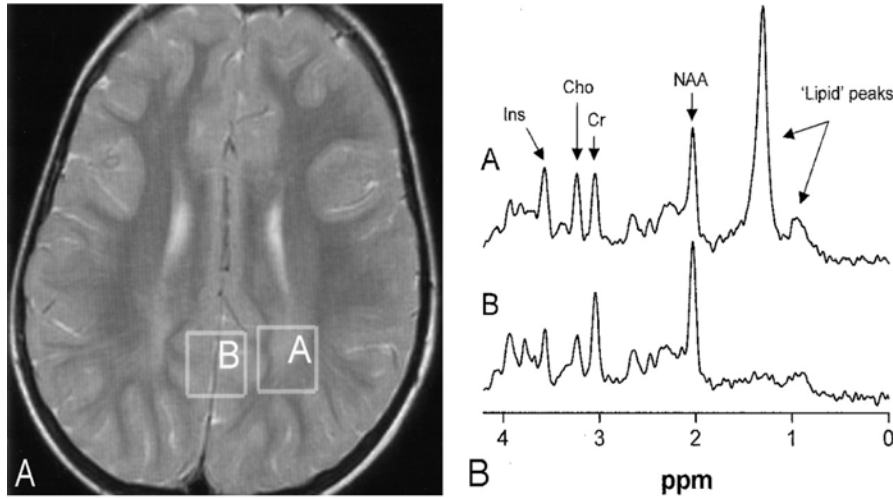 B
A
A
B
Ins
Cho
Cr
NAA
'Lipid' peaks
A
B
4 3 2 1 0
ppm
B